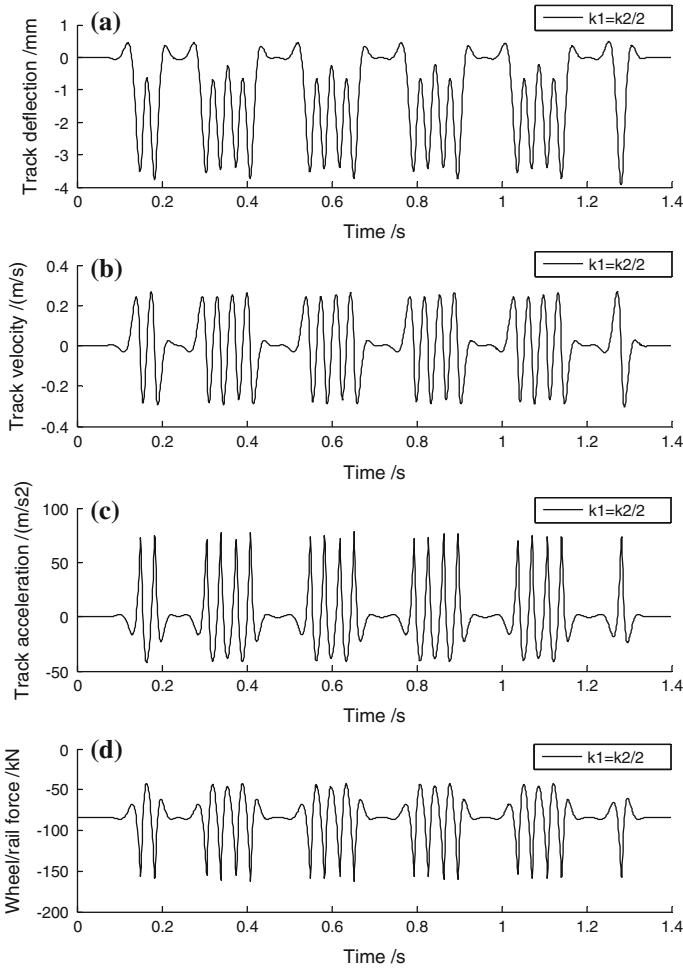 (a)
k1=k2/2
Track deflection /mm
1
0
-1
-2
-3
-4
0 0.2 0.4 0.6 0.8 1 1.2 1.4
Time /s
(b)
k1=k2/2
Track velocity /(m/s)
0.4
0.2
0
-0.2
-0.4
0 0.2 0.4 0.6 0.8 1 1.2 1.4
Time /s
(c)
k1=k2/2
Track acceleration /(m/s2)
100
50
0
-50
0 0.2 0.4 0.6 0.8 1 1.2 1.4
Time /s
(d)
k1=k2/2
Wheel/rail force /kN
0
-50
-100
-150
-200
0 0.2 0.4 0.6 0.8 1 1.2 1.4
Time /s